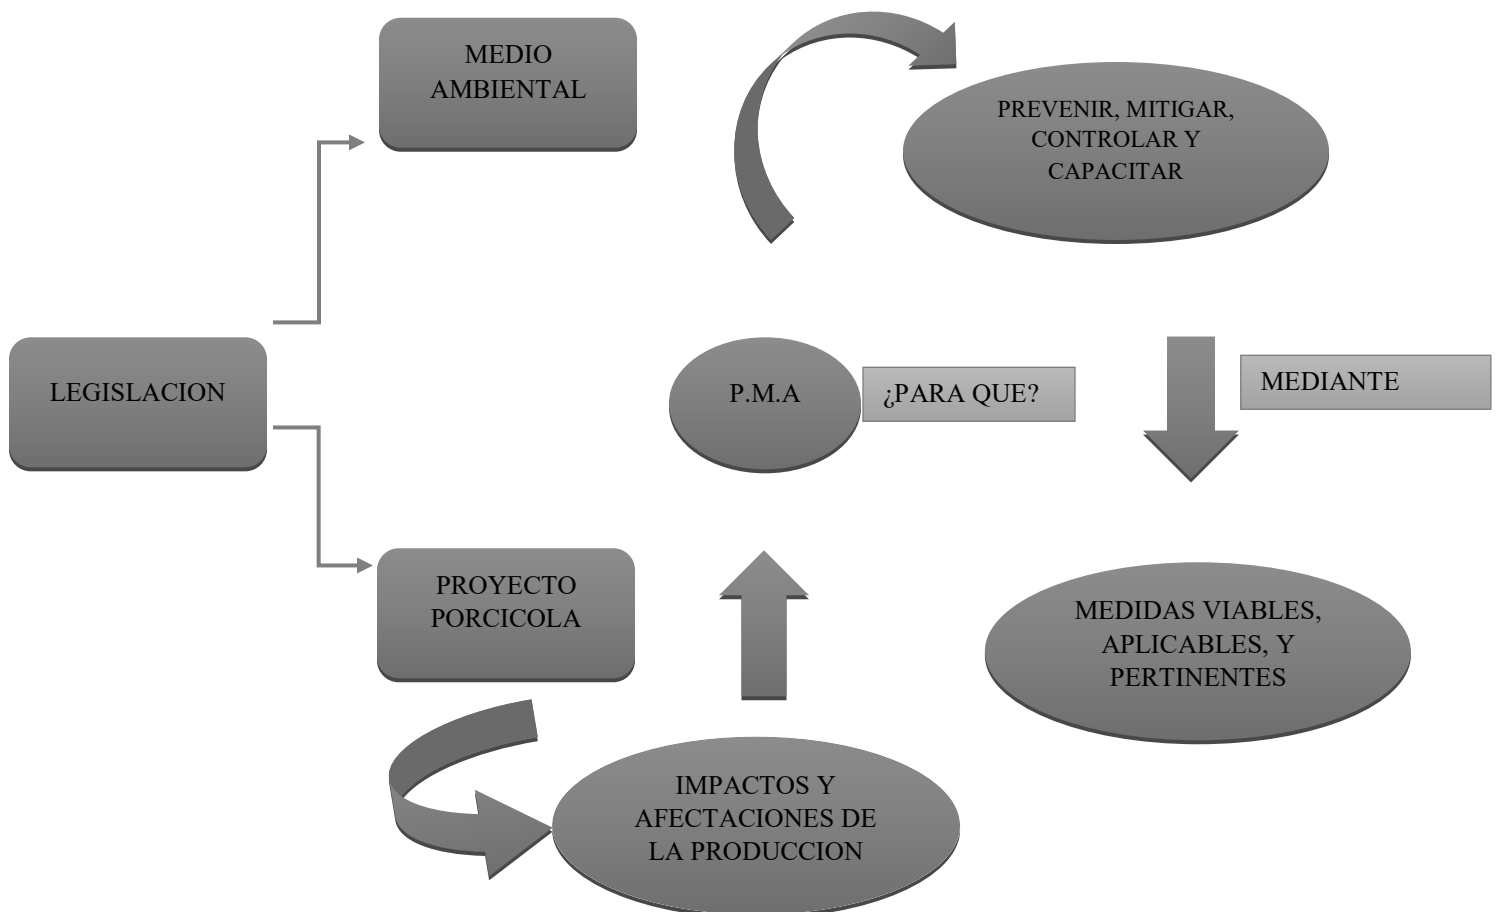 MEDIO
AMBIENTAL
PREVENIR, MITIGAR,
CONTROLAR Y
CAPACITAR
LEGISLACION
P.M.A
¿PARA QUE?
MEDIANTE
PROYECTO
PORCICOLA
MEDIDAS VIABLES,
APLICABLES, Y
PERTINENTES
IMPACTOS Y
AFECTACIONES DE
LA PRODUCCION